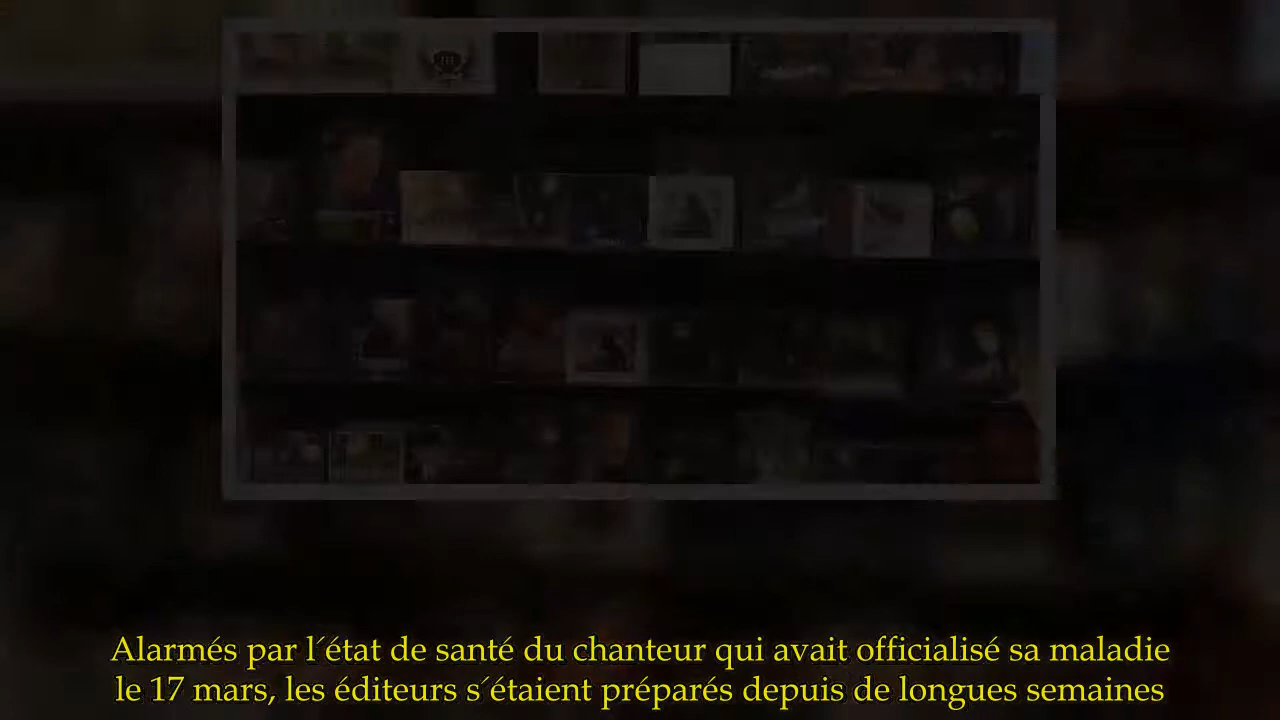 Alarmés par l´état de santé du chanteur qui avait officialisé sa maladie
le 17 mars, les éditeurs s´étaient préparés depuis de longues semaines